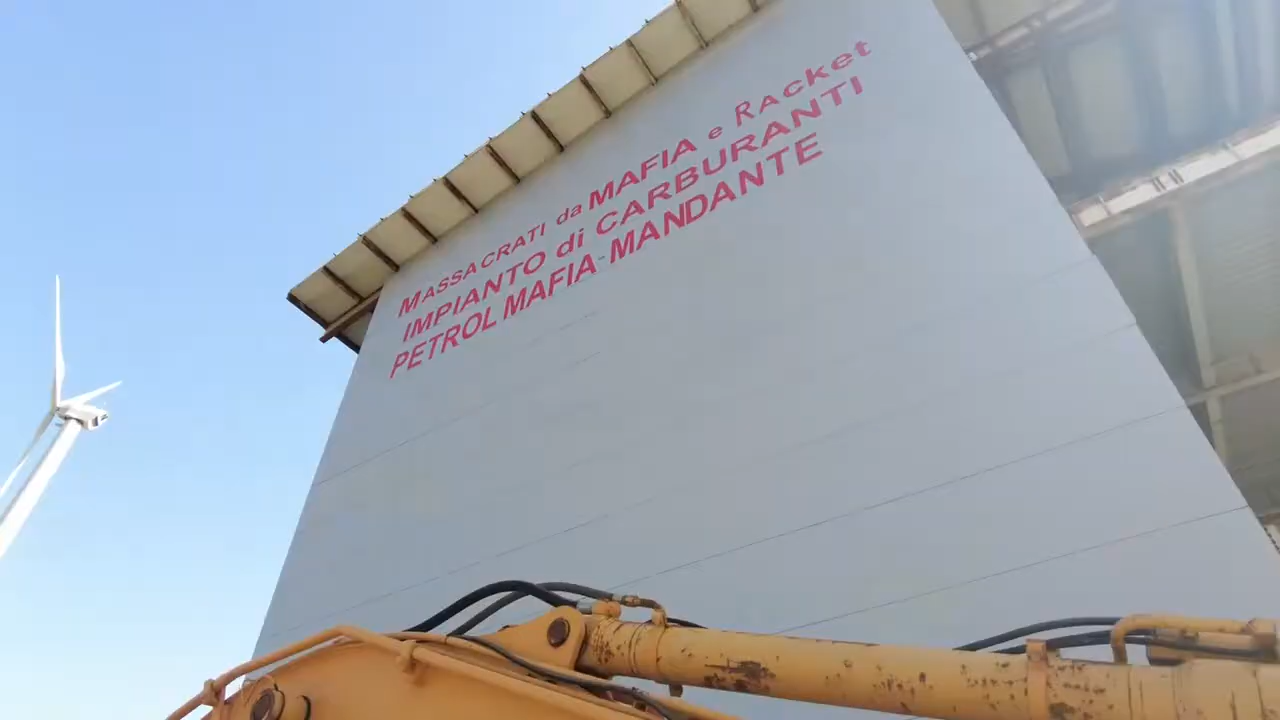 MASSACRATI da MAFIA e RACket
IMPIANTO di CARBURANTI
PETROL MAFIA-MANDANTE